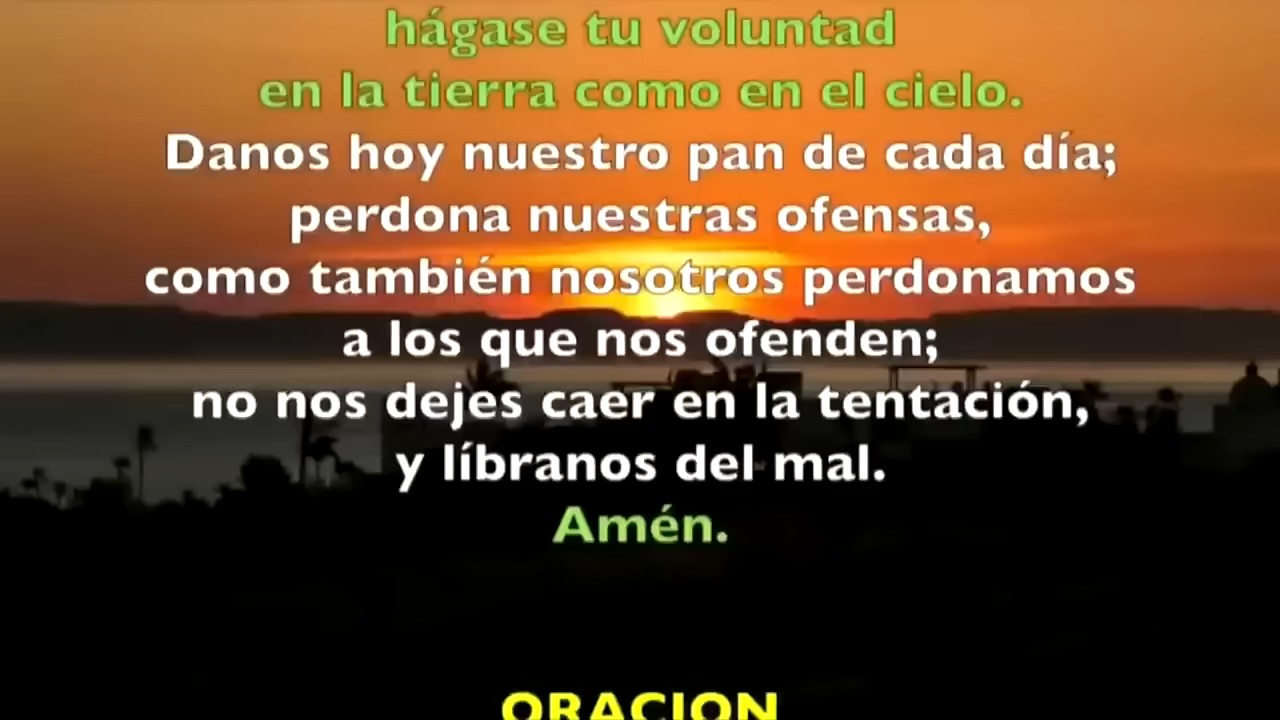 hágase tu voluntad
en la tierra como en el cielo.
Danos hoy nuestro pan de cada día;
perdona nuestras ofensas,
como también nosotros perdonamos
a los que nos ofenden;
no nos dejes caer en la tentación,
y líbranos del mal.
Amén.
ORACION